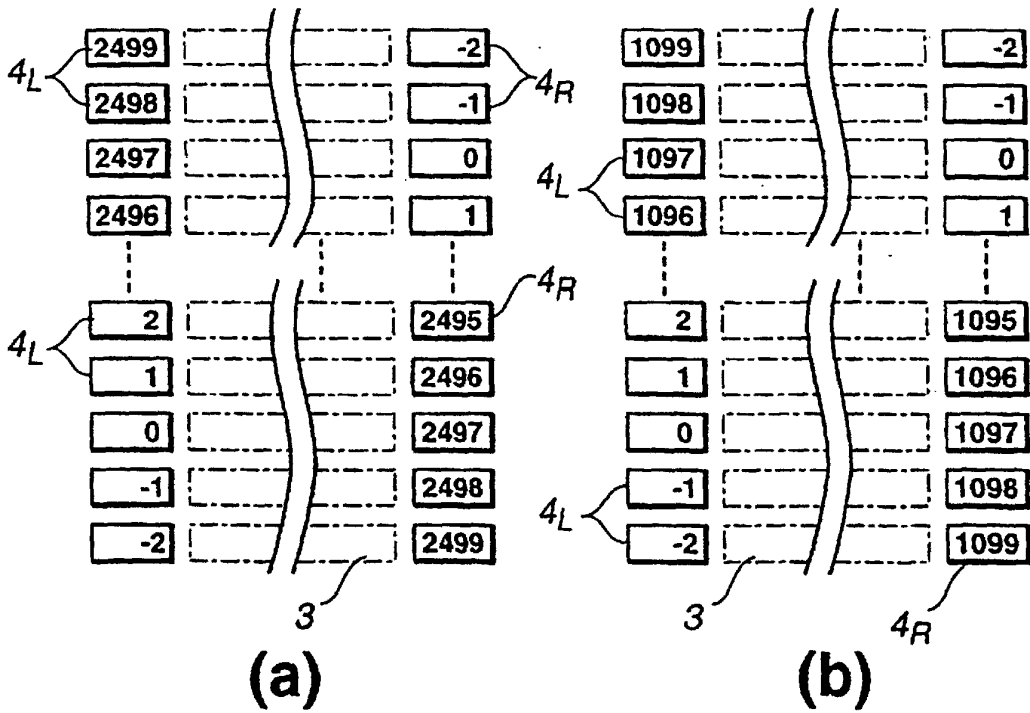 2499 -2 1099 -2
4L 4R
2498 -1 1098 -1 4R
2497 0 1097 0
4L
2496 1 1096 1
4R
2 2495 2 1095
4L
1 2496 1 1096
0 2497 0 1097
-1 2498 -1 1098
4L
-2 2499 -2 1099
3 3 4R
(a) (b)